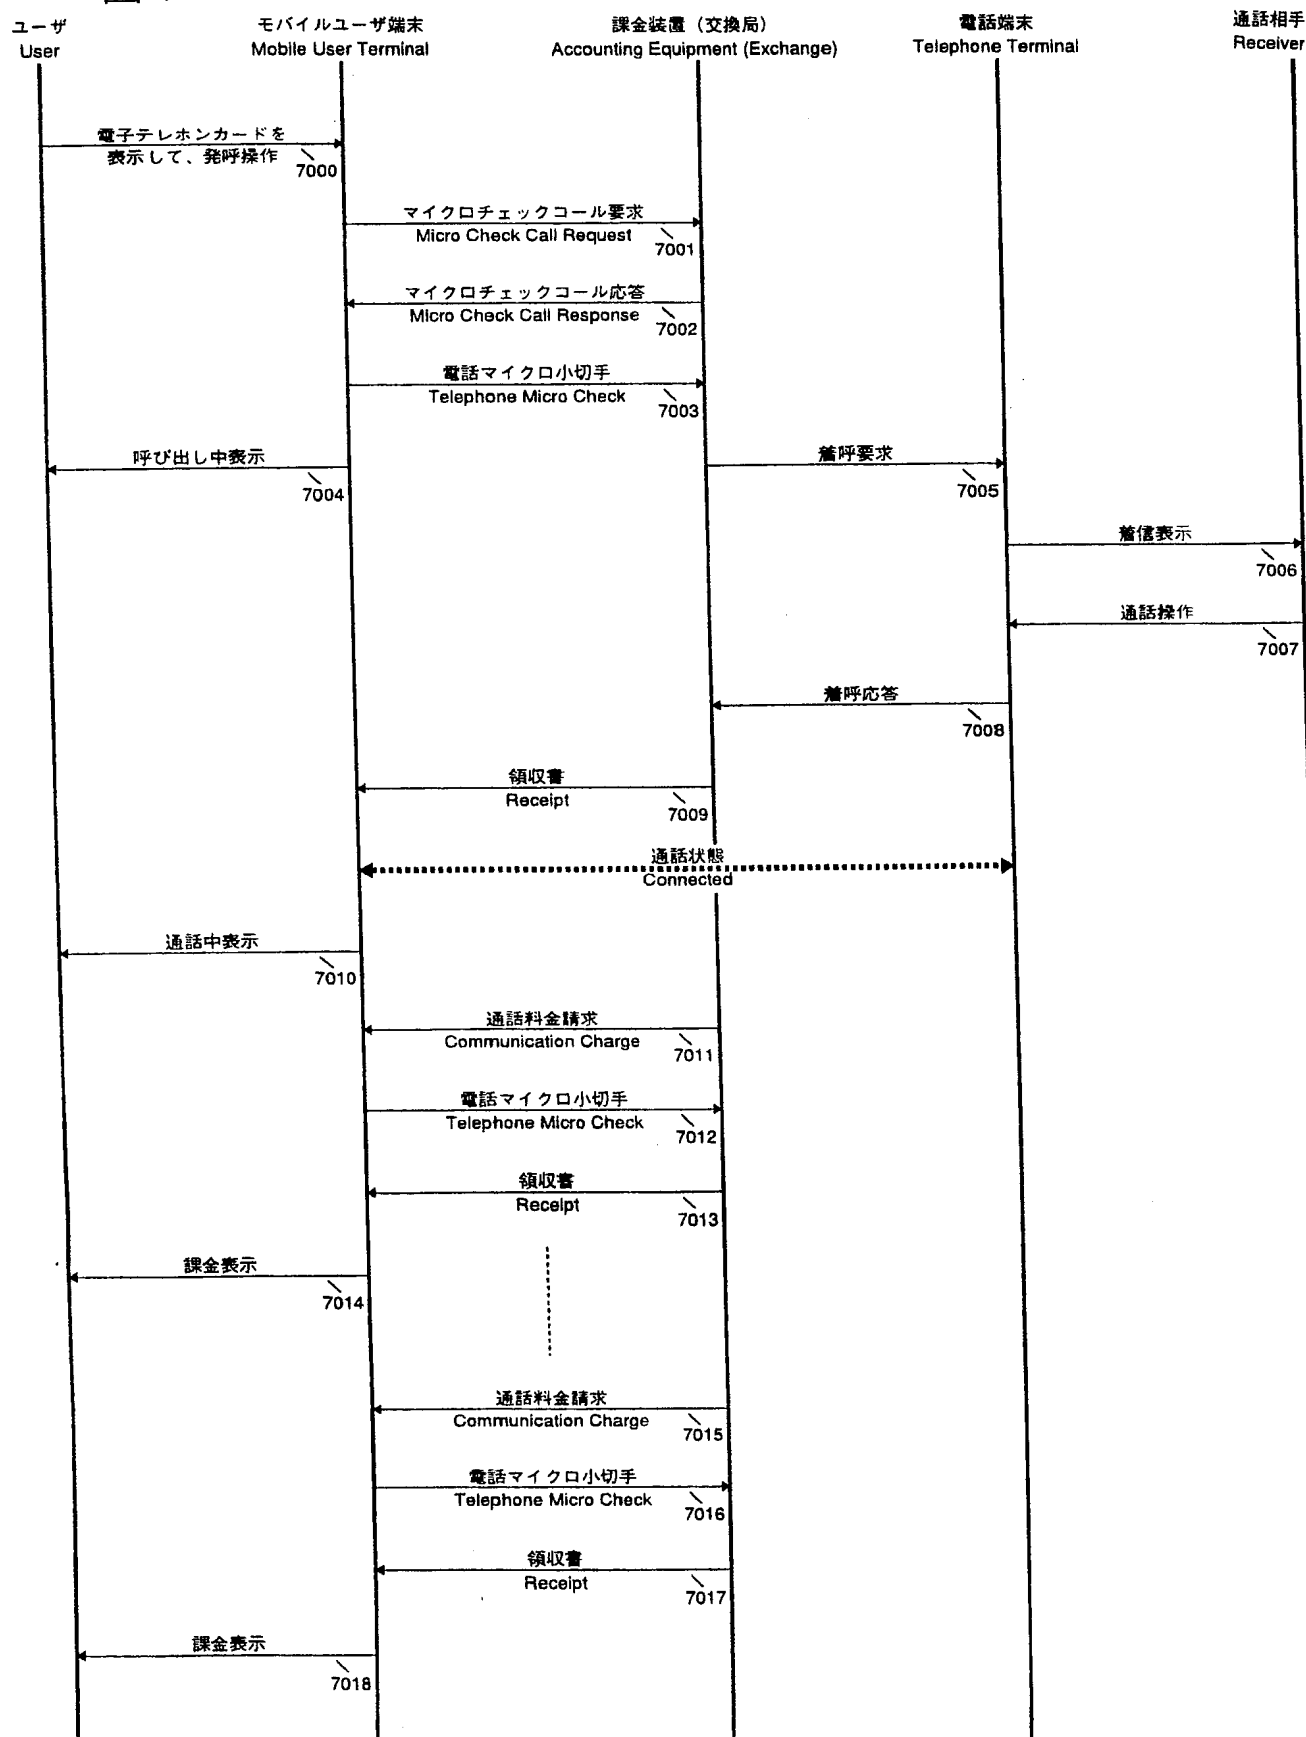 ユーザ
User
モバイルユーザ端末
Mobile User Terminal
課金装置（交換局）
Accounting Equipment (Exchange)
電話端末
Telephone Terminal
通話相手
Receiver
電子テレホンカードを
表示して、発呼操作
7000
マイクロチェックコール要求
Micro Check Call Request
7001
マイクロチェックコール応答
Micro Check Call Response
7002
電話マイクロ小切手
Telephone Micro Check
7003
呼び出し中表示
7004
着呼要求
7005
着信表示
7006
通話操作
7007
着呼応答
7008
領収書
Receipt
7009
通話状態
Connected
通話中表示
7010
通話料金請求
Communication Charge
7011
電話マイクロ小切手
Telephone Micro Check
7012
領収書
Receipt
7013
課金表示
7014
通話料金請求
Communication Charge
7015
電話マイクロ小切手
Telephone Micro Check
7016
領収書
Receipt
7017
課金表示
7018